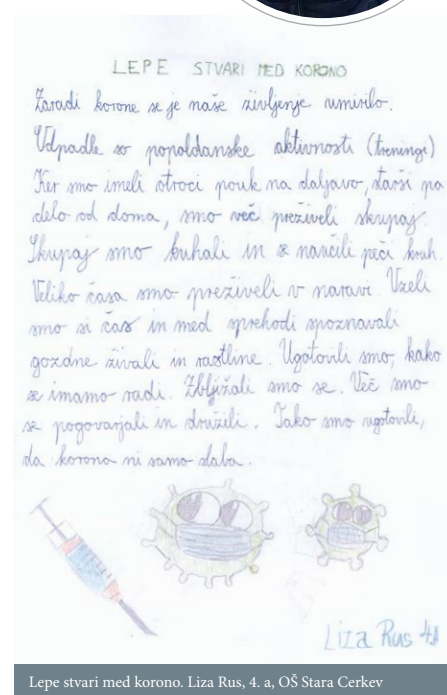 LEPE STVARI MED KORONO
Zaradi korone se je naše življenje umirilo.
Odpadle so popoldanske aktivnosti (treningi)
Ker smo imeli otroci pouk na daljavo, starši pa
delo od doma, smo več preživeli skupaj.
Skupaj smo kuhali in se naučili peči kruh.
Veliko časa smo preživeli v naravi. Vzeli
smo si čas in med sprehodi spoznavali
gozdne živali in rastline. Ugotovili smo, kako
se imamo radi. Zbližali smo se. Več smo
se pogovarjali in družili. Tako smo ugotovili,
da korona ni samo slaba.
Liza Rus 4.A
Lepe stvari med korono. Liza Rus, 4. a, OŠ Stara Cerkev